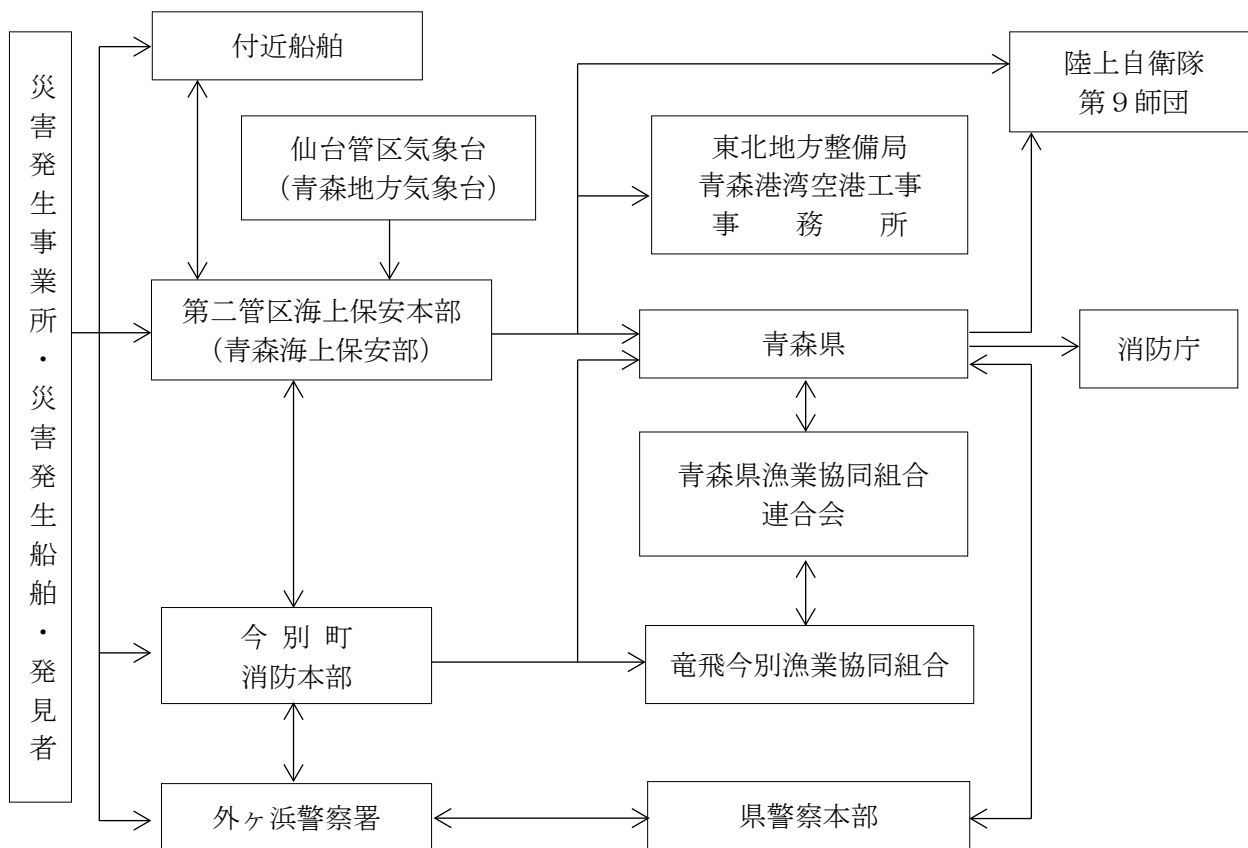 災害発生事業所・災害発生船舶・発見者
付近船舶
仙台管区気象台
（青森地方気象台）
第二管区海上保安本部
（青森海上保安部）
今 別 町
消防本部
外ヶ浜警察署
陸上自衛隊
第９師団
東北地方整備局
青森港湾空港工事
事　務　所
青森県
消防庁
青森県漁業協同組合
連合会
竜飛今別漁業協同組合
県警察本部